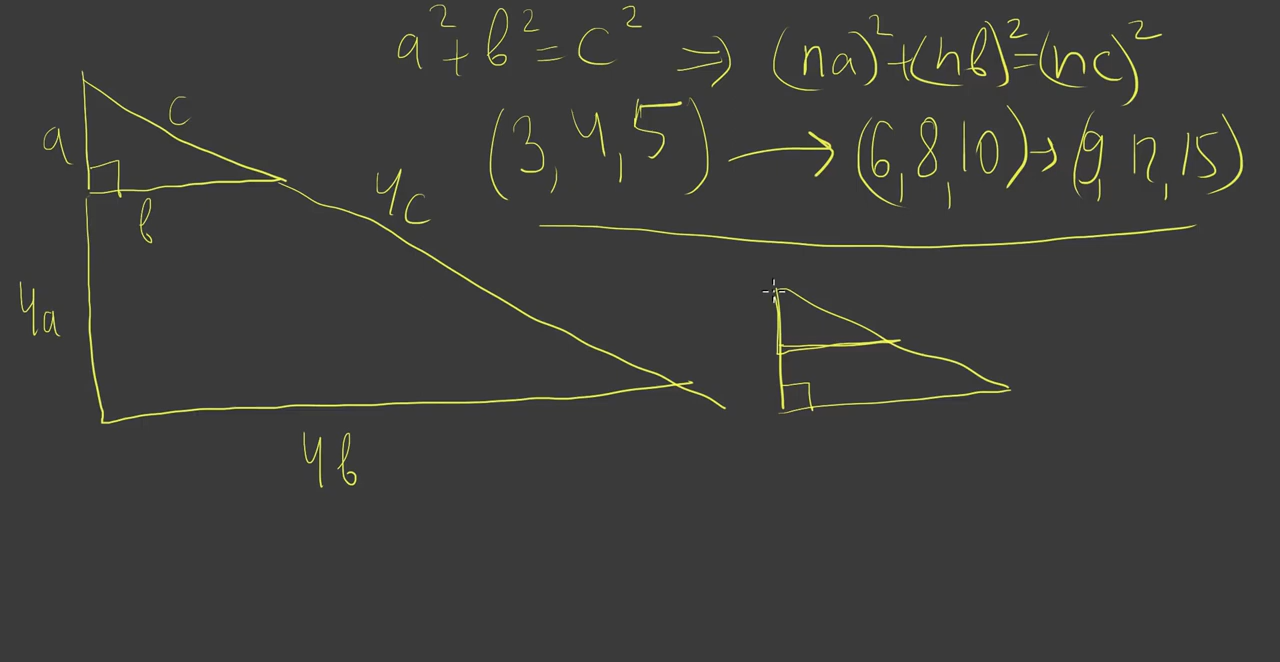 a² + b² = c² ⇒ (na)² + (nb)² = (nc)²
(3, 4, 5) → (6, 8, 10) → (9, 12, 15)
c
a
b
4c
4a
4b